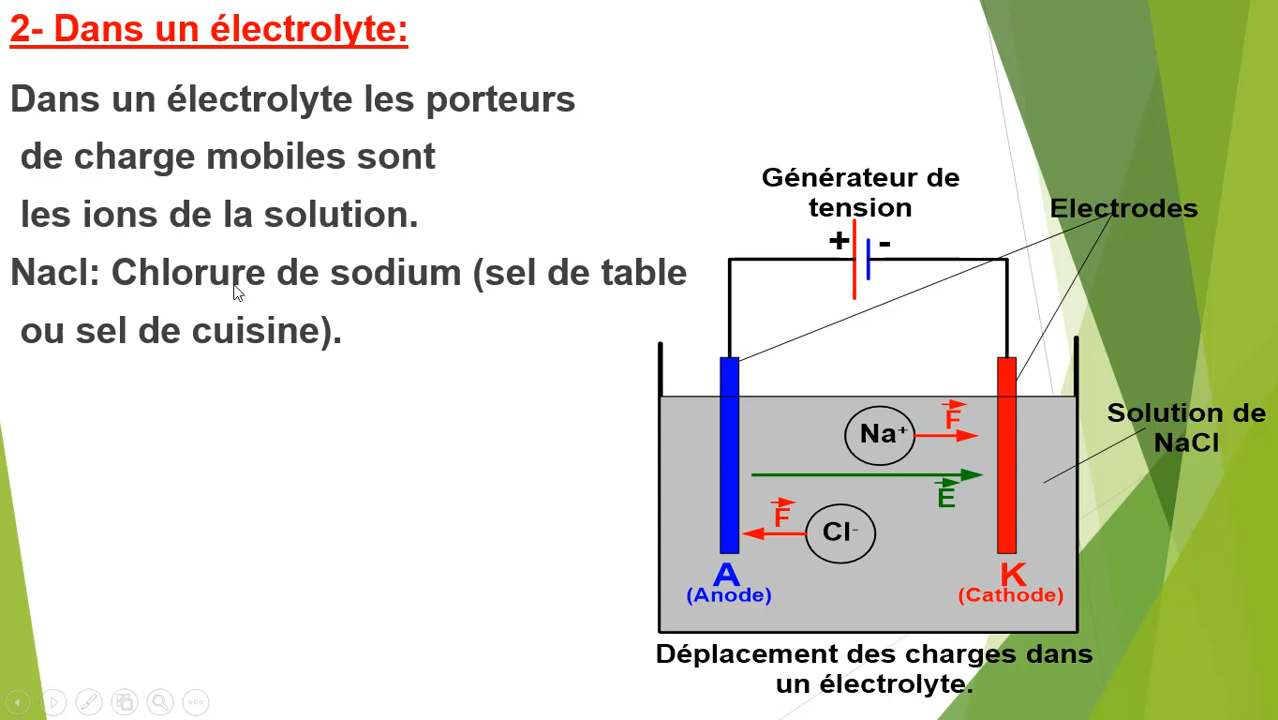 2- Dans un électrolyte:
Dans un électrolyte les porteurs
de charge mobiles sont
les ions de la solution.
Nacl: Chlorure de sodium (sel de table
ou sel de cuisine).
Générateur de
tension
+ -
Electrodes
Solution de
NaCl
Na⁺
F
E
F
Cl⁻
A
(Anode)
K
(Cathode)
Déplacement des charges dans
un électrolyte.